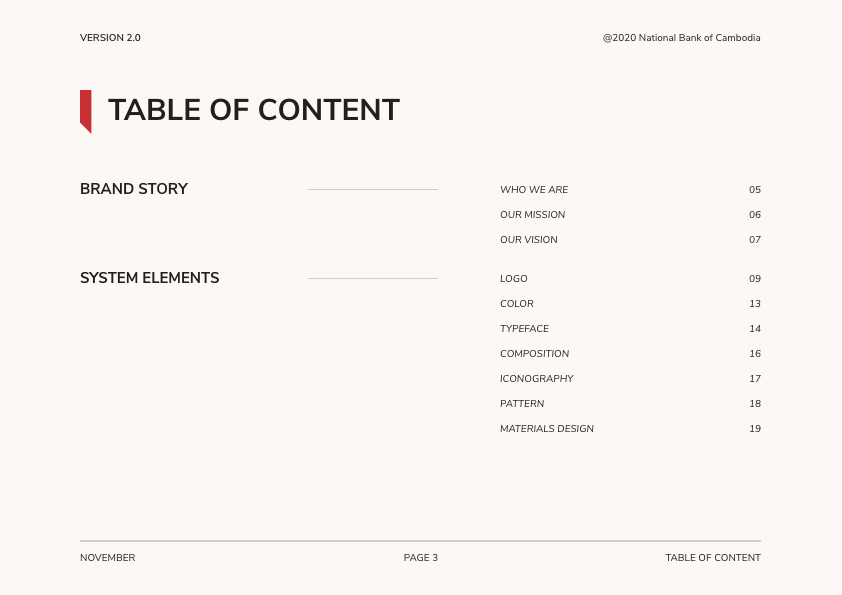 VERSION 2.0 @2020 National Bank of Cambodia
TABLE OF CONTENT
BRAND STORY WHO WE ARE 05
OUR MISSION 06
OUR VISION 07
SYSTEM ELEMENTS LOGO 09
COLOR 13
TYPEFACE 14
COMPOSITION 16
ICONOGRAPHY 17
PATTERN 18
MATERIALS DESIGN 19
NOVEMBER PAGE 3 TABLE OF CONTENT